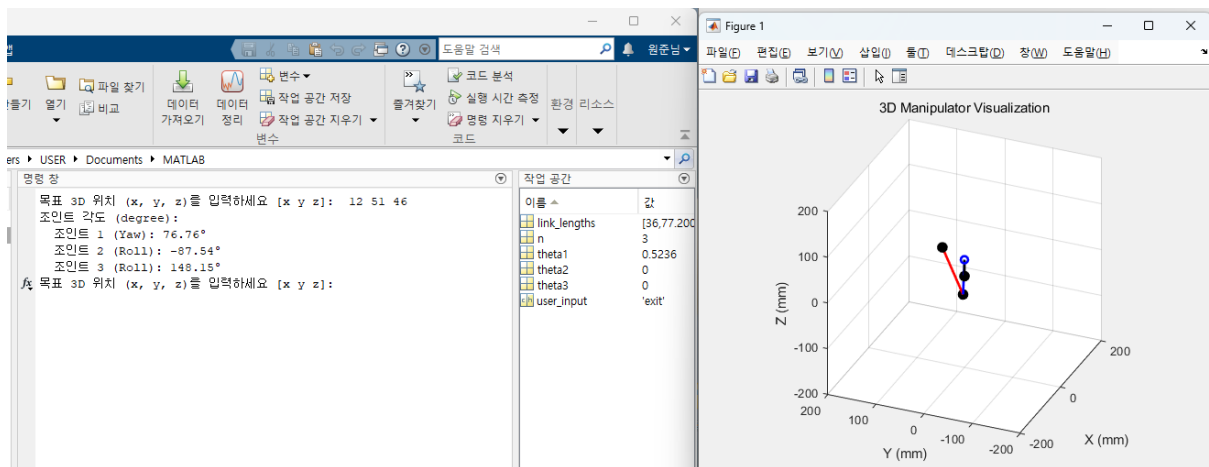 도움말 검색
원준님
열기
파일 찾기
비교
데이터
가져오기
데이터
정리
변수
작업 공간 저장
작업 공간 지우기
변수
즐겨찾기
코드 분석
실행 시간 측정
명령 지우기
코드
환경
리소스
USER ▸ Documents ▸ MATLAB
명령 창
목표 3D 위치 (x, y, z)를 입력하세요 [x y z]: 12 51 46
조인트 각도 (degree):
조인트 1 (Yaw): 76.76°
조인트 2 (Roll): -87.54°
조인트 3 (Roll): 148.15°
fx 목표 3D 위치 (x, y, z)를 입력하세요 [x y z]:
작업 공간
이름 값
link_lengths [36,77.200
n 3
theta1 0.5236
theta2 0
theta3 0
user_input 'exit'
Figure 1
파일(F) 편집(E) 보기(V) 삽입(I) 툴(T) 데스크탑(D) 창(W) 도움말(H)
3D Manipulator Visualization
200
100
0
-100
-200
Z (mm)
200
100
0
-100
-200
Y (mm)
-200
0
200
X (mm)